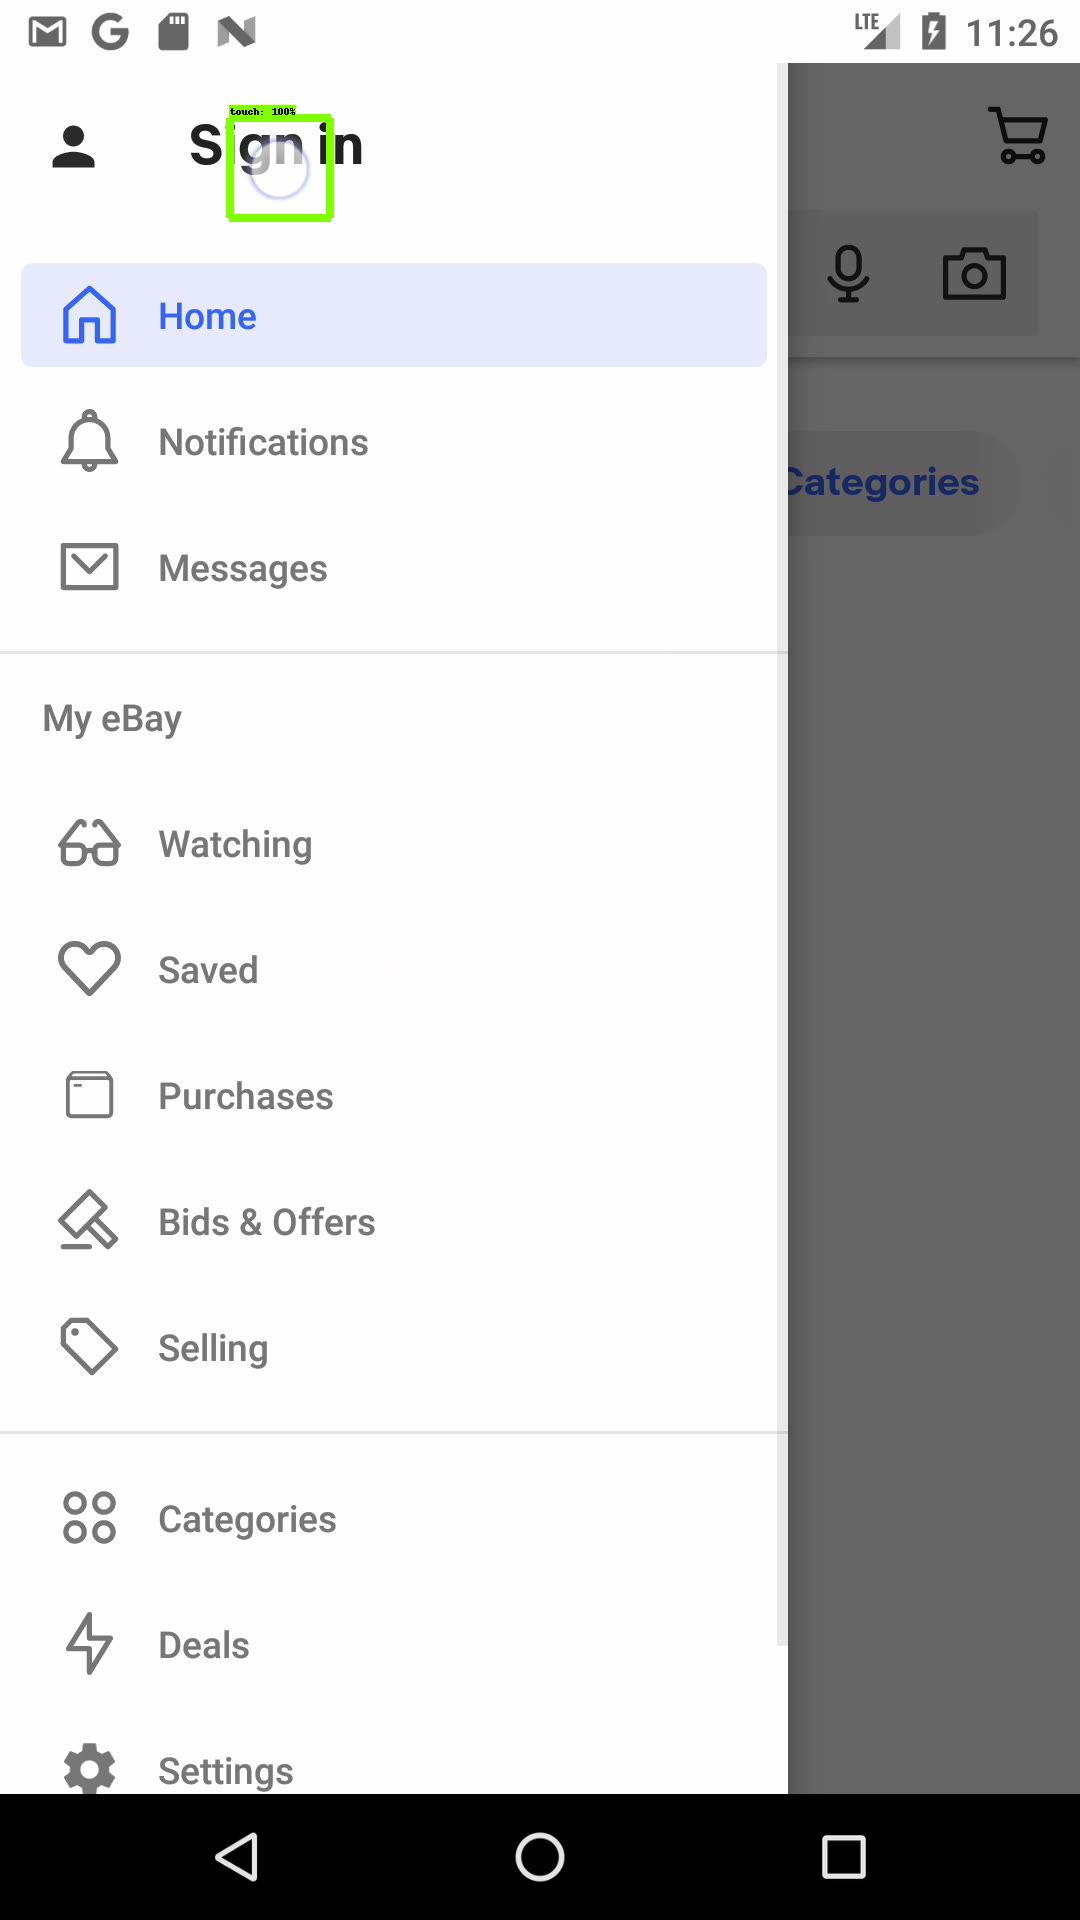 LTE 11:26
touch: 100%
Sign in
Home
Notifications
Categories
Messages
My eBay
Watching
Saved
Purchases
Bids & Offers
Selling
Categories
Deals
Settings